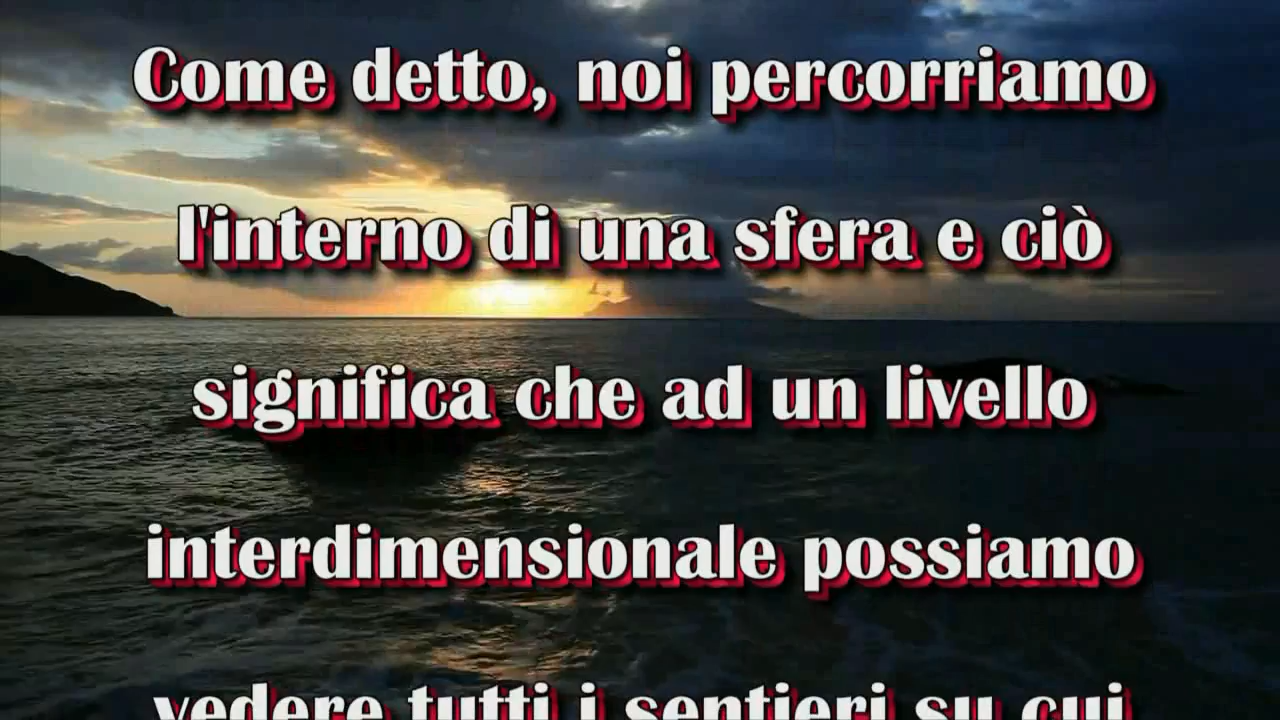 Come detto, noi percorriamo
l'interno di una sfera e ciò
significa che ad un livello
interdimensionale possiamo
vedere tutti i sentieri su cui